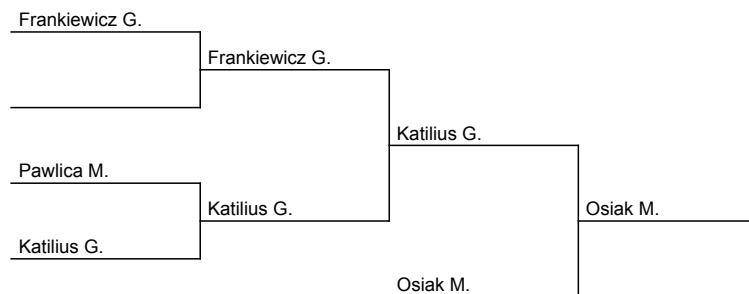 Frankiewicz G.
Frankiewicz G.
Katilius G.
Pawlica M.
Katilius G.
Osiak M.
Katilius G.
Osiak M.